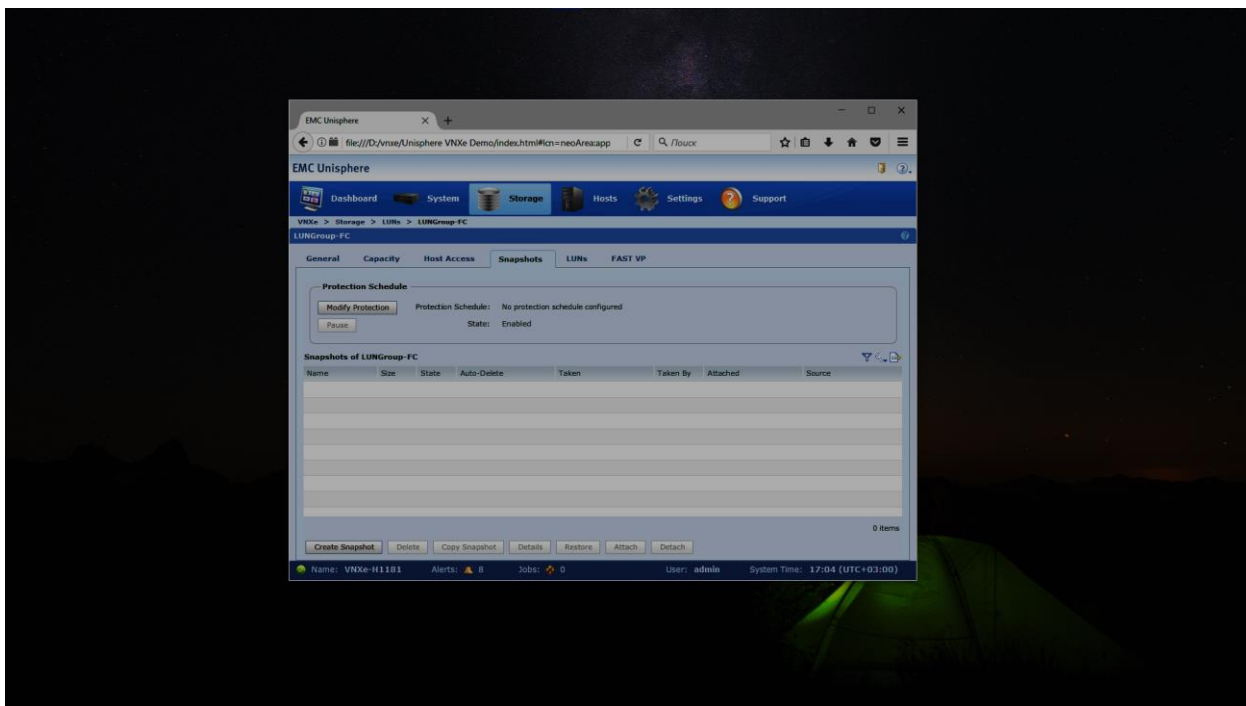 EMC Unisphere
file:///D:/vnxe/Unisphere VNXe Demo/index.html#lcn=neoArea:app
Поиск
EMC Unisphere
Dashboard System Storage Hosts Settings Support
VNXe > Storage > LUNs > LUNGroup-FC
LUNGroup-FC
General Capacity Host Access Snapshots LUNs FAST VP
Protection Schedule
Modify Protection Protection Schedule: No protection schedule configured
Pause State: Enabled
Snapshots of LUNGroup-FC
Name Size State Auto-Delete Taken Taken By Attached Source
0 items
Create Snapshot Delete Copy Snapshot Details Restore Attach Detach
Name: VNXe-H1181 Alerts: 8 Jobs: 0 User: admin System Time: 17:04 (UTC+03:00)